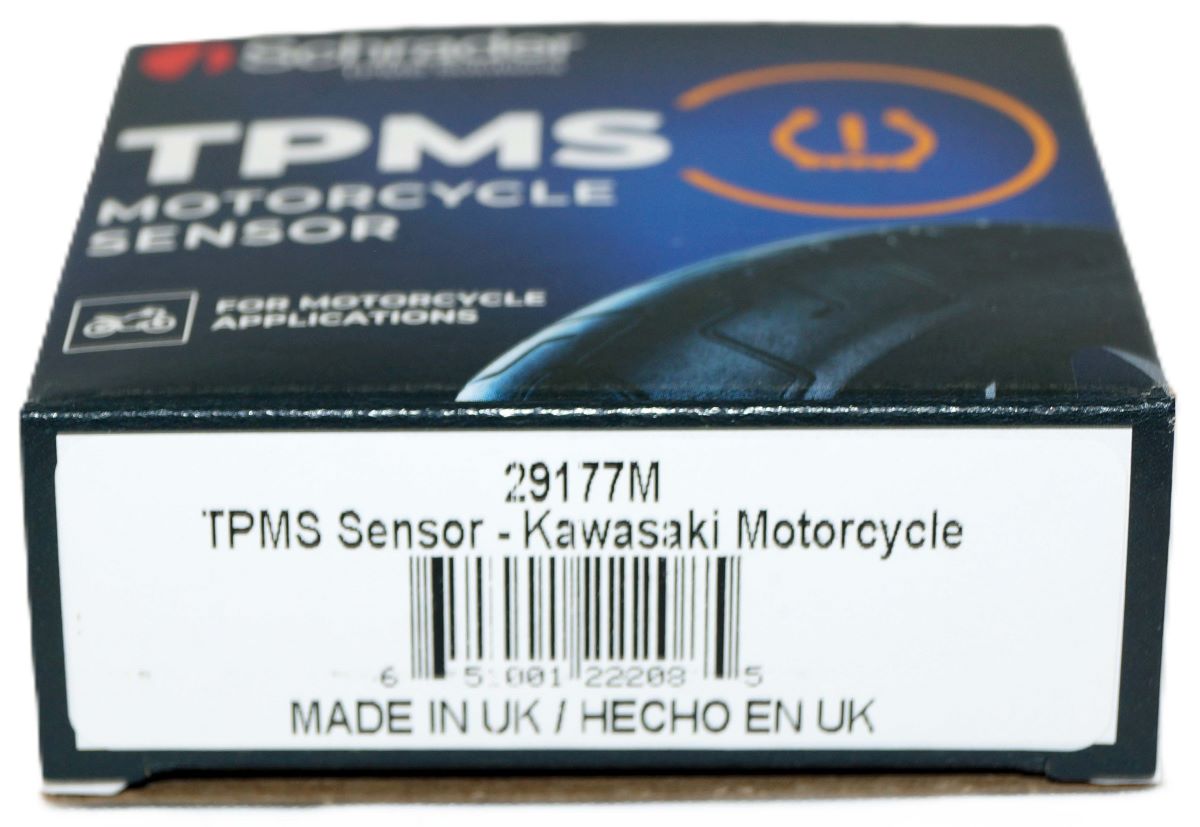 Schrader
TPMS
MOTORCYCLE
SENSOR
FOR MOTORCYCLE
APPLICATIONS
29177M
TPMS Sensor - Kawasaki Motorcycle
6 51001 22208 5
MADE IN UK / HECHO EN UK